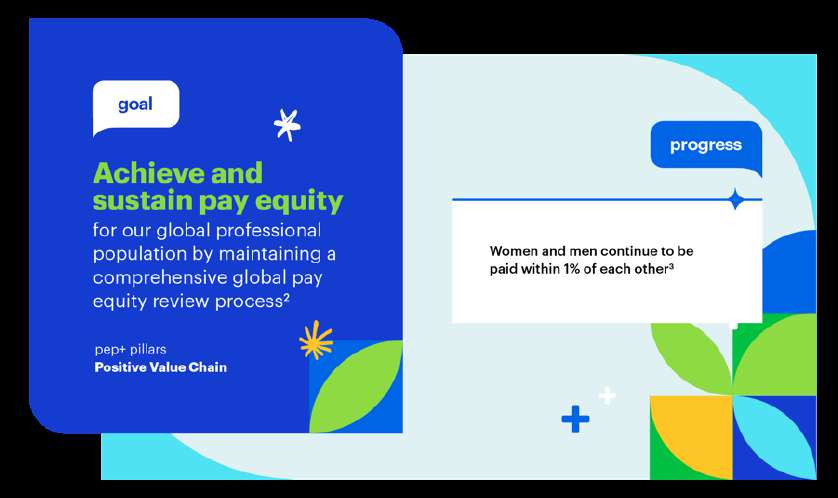 goal
Achieve and
sustain pay equity
for our global professional
population by maintaining a
comprehensive global pay
equity review process²
pep+ pillars
Positive Value Chain
progress
Women and men continue to be
paid within 1% of each other³